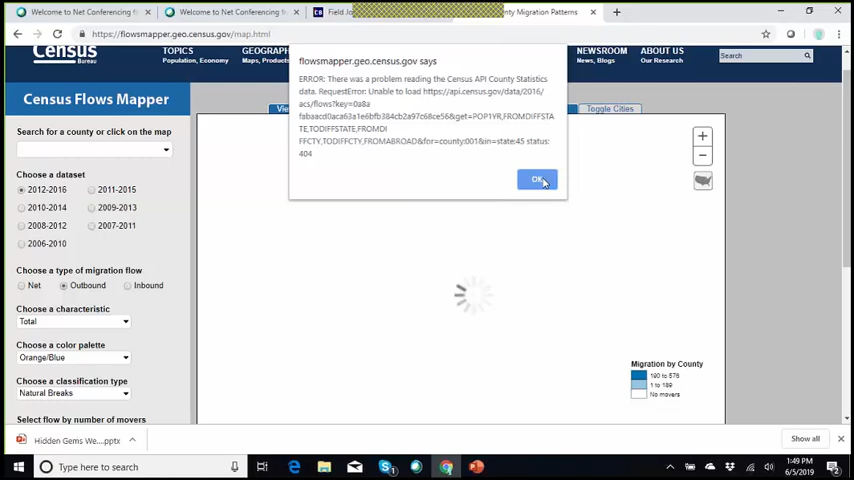 Welcome to Net Conferencing f
Welcome to Net Conferencing f
Field Jo
nty Migration Patterns
https://flowsmapper.geo.census.gov/map.html
Census
Bureau
TOPICS
Population, Economy
GEOGRAP
Maps, Products
NEWSROOM
News, Blogs
ABOUT US
Our Research
Search
flowsmapper.geo.census.gov says
ERROR: There was a problem reading the Census API County Statistics
data. RequestError: Unable to load https://api.census.gov/data/2016/
acs/flows?key=0a8a
fabaacd0aca63a1e6bfb384cb2a97c68ce56&get=POP1YR,FROMDIFFSTA
TE,TODIFFSTATE,FROMDI
FFCTY,TODIFFCTY,FROMABROAD&for=county:001&in=state:45 status:
404
OK
Census Flows Mapper
Vie
Toggle Cities
Search for a county or click on the map
Choose a dataset
2012-2016
2011-2015
2010-2014
2009-2013
2008-2012
2007-2011
2006-2010
Choose a type of migration flow
Net
Outbound
Inbound
Choose a characteristic
Total
Choose a color palette
Orange/Blue
Choose a classification type
Natural Breaks
Select flow by number of movers
Migration by County
190 to 576
1 to 189
No movers
Hidden Gems We....pptx
Show all
Type here to search
1:49 PM
6/5/2019